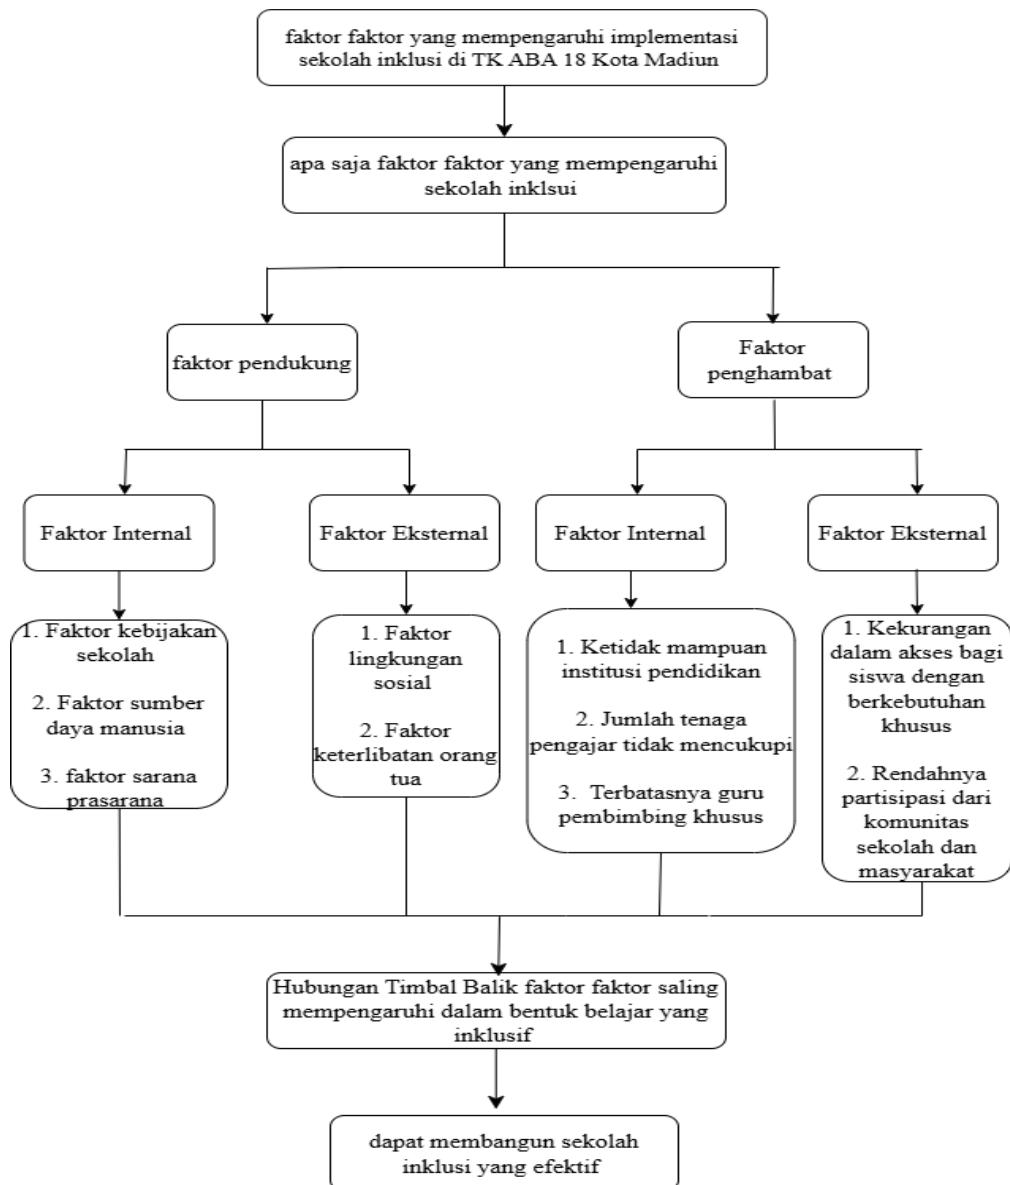 faktor faktor yang mempengaruhi implementasi
sekolah inklusi di TK ABA 18 Kota Madiun
apa saja faktor faktor yang mempengaruhi
sekolah inklsui
faktor pendukung
Faktor
penghambat
Faktor Internal
Faktor Eksternal
Faktor Internal
Faktor Eksternal
1. Faktor kebijakan
sekolah
2. Faktor sumber
daya manusia
3. faktor sarana
prasarana
1. Faktor
lingkungan
sosial
2. Faktor
keterlibatan orang
tua
1. Ketidak mampuan
institusi pendidikan
2. Jumlah tenaga
pengajar tidak mencukupi
3. Terbatasnya guru
pembimbing khusus
1. Kekurangan
dalam akses bagi
siswa dengan
berkebutuhan
khusus
2. Rendahnya
partisipasi dari
komunitas
sekolah dan
masyarakat
Hubungan Timbal Balik faktor faktor saling
mempengaruhi dalam bentuk belajar yang
inklusif
dapat membangun sekolah
inklusi yang efektif